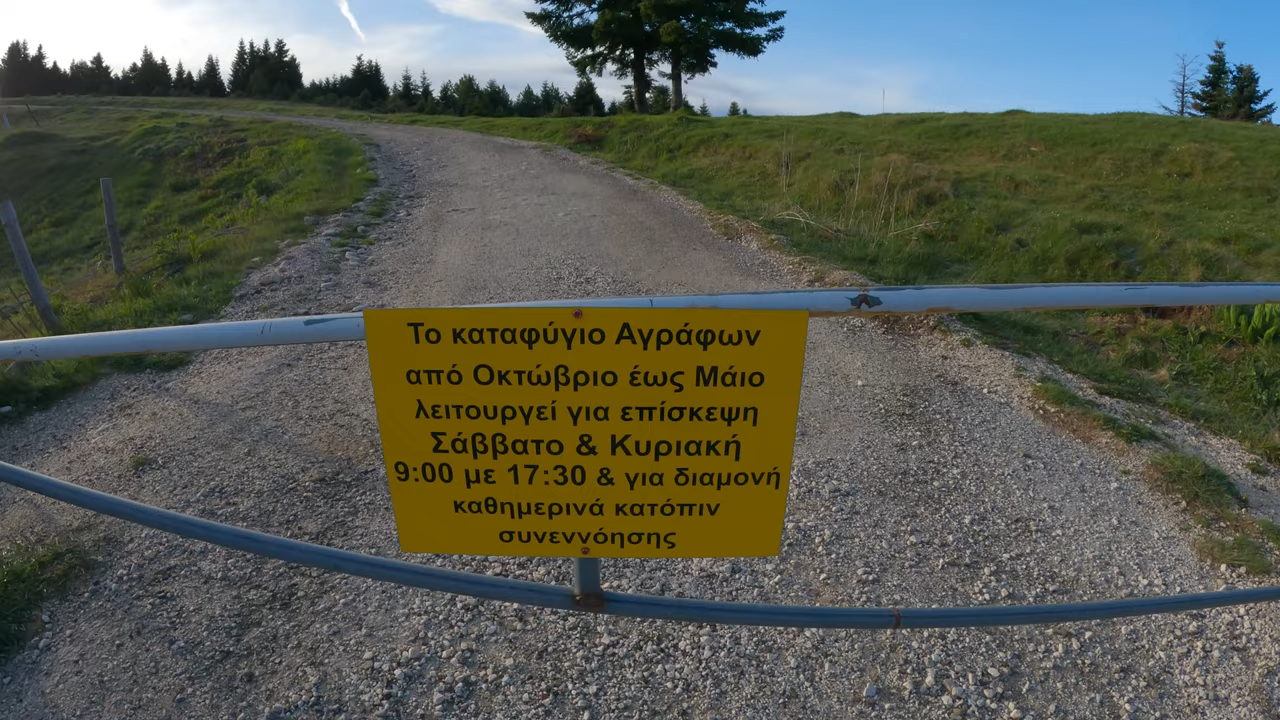 Το καταφύγιο Αγράφων
από Οκτώβριο έως Μάιο
λειτουργεί για επίσκεψη
Σάββατο & Κυριακή
9:00 με 17:30 & για διαμονή
καθημερινά κατόπιν
συνεννόησης